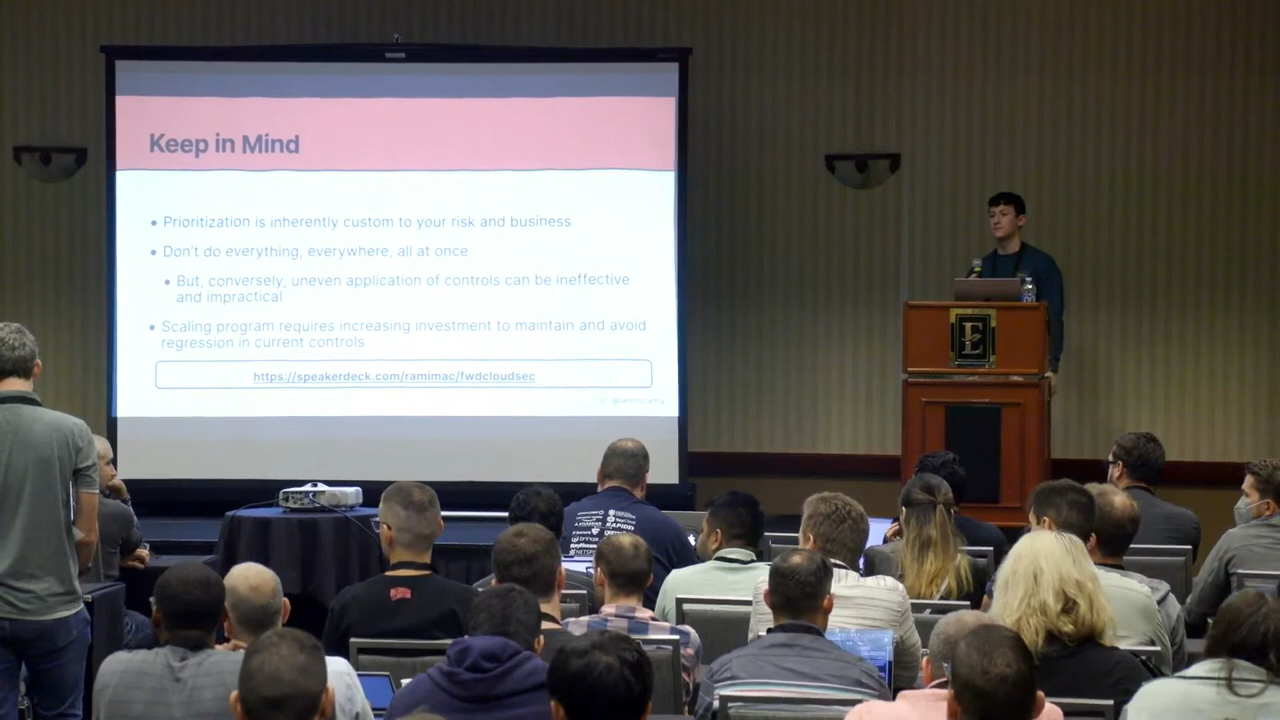 Keep in Mind
• Prioritization is inherently custom to your risk and business
• Don't do everything, everywhere, all at once
• But, conversely, uneven application of controls can be ineffective
and impractical
• Scaling program requires increasing investment to maintain and avoid
regression in current controls
https://speakerdeck.com/ramimac/fwdcloudsec
E
RAPID7